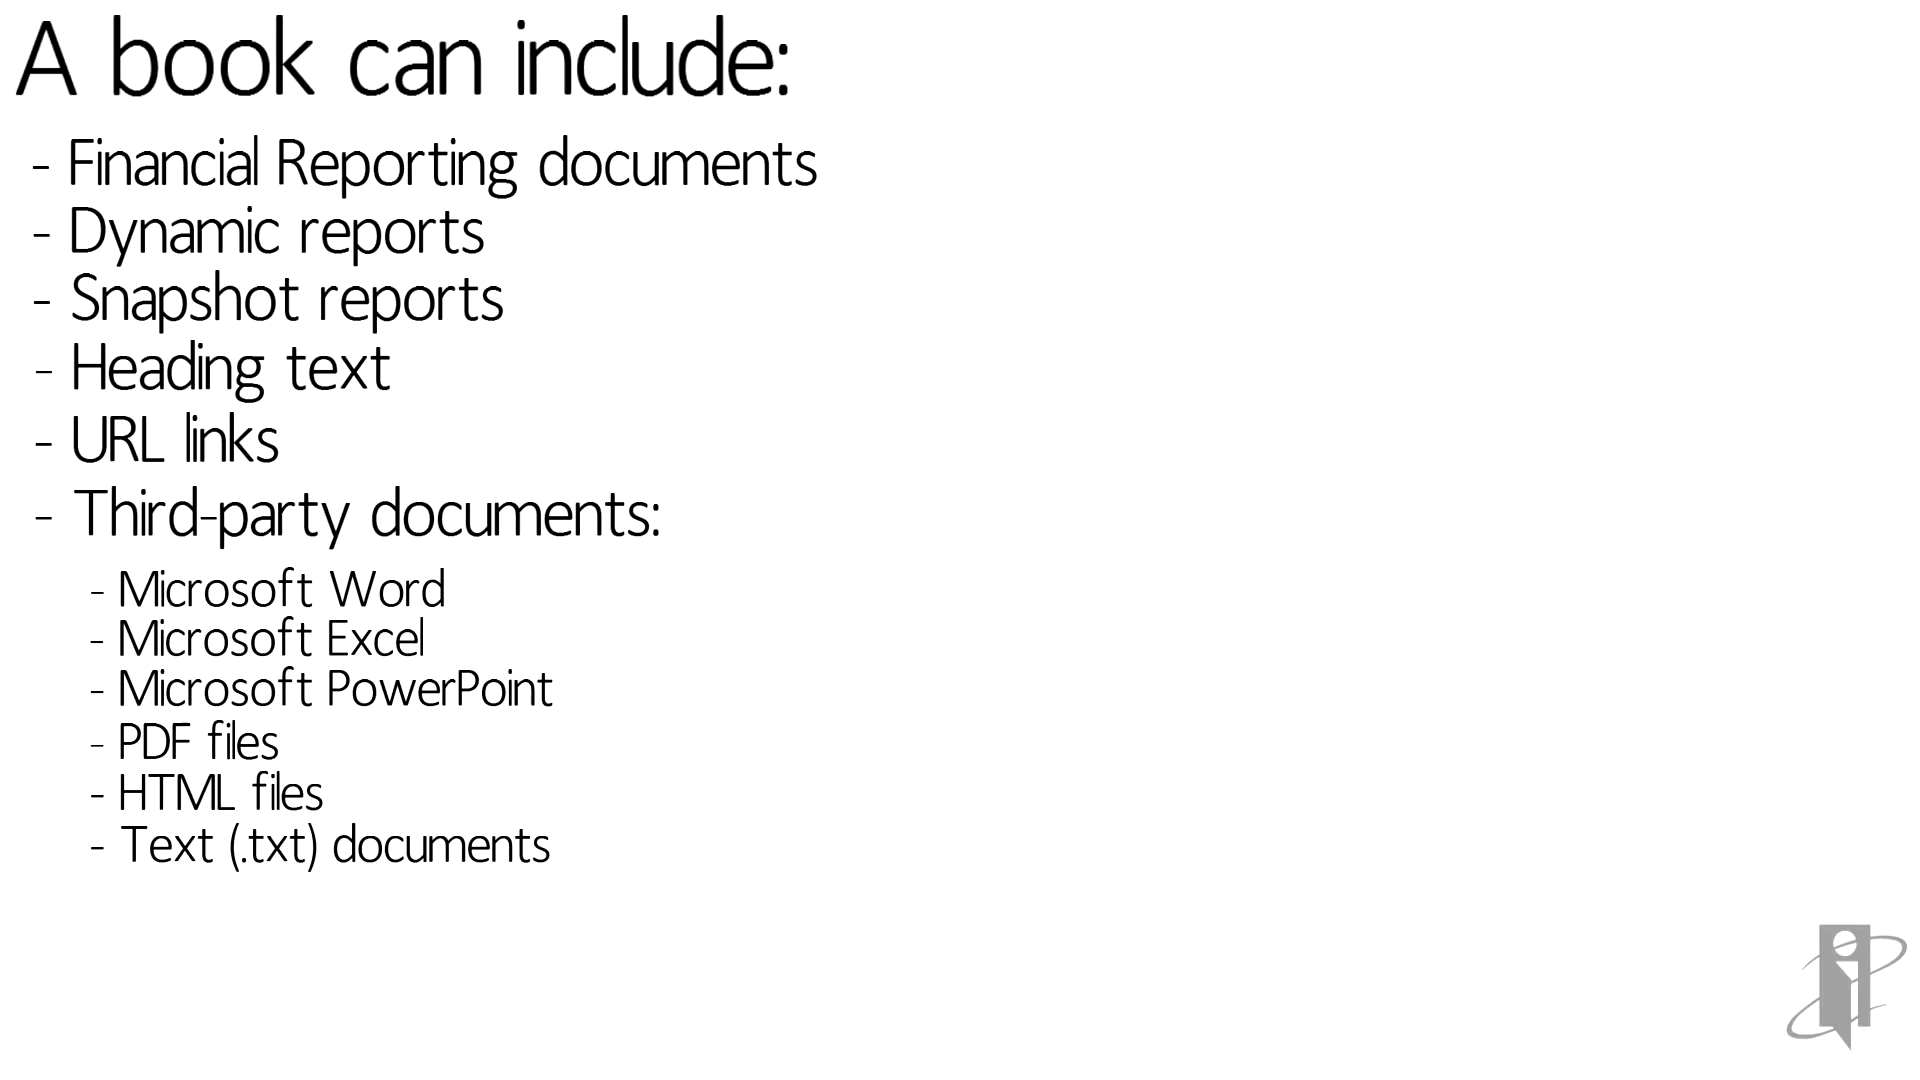 A book can include:
- Financial Reporting documents
- Dynamic reports
- Snapshot reports
- Heading text
- URL links
- Third-party documents:
- Microsoft Word
- Microsoft Excel
- Microsoft PowerPoint
- PDF files
- HTML files
- Text (.txt) documents